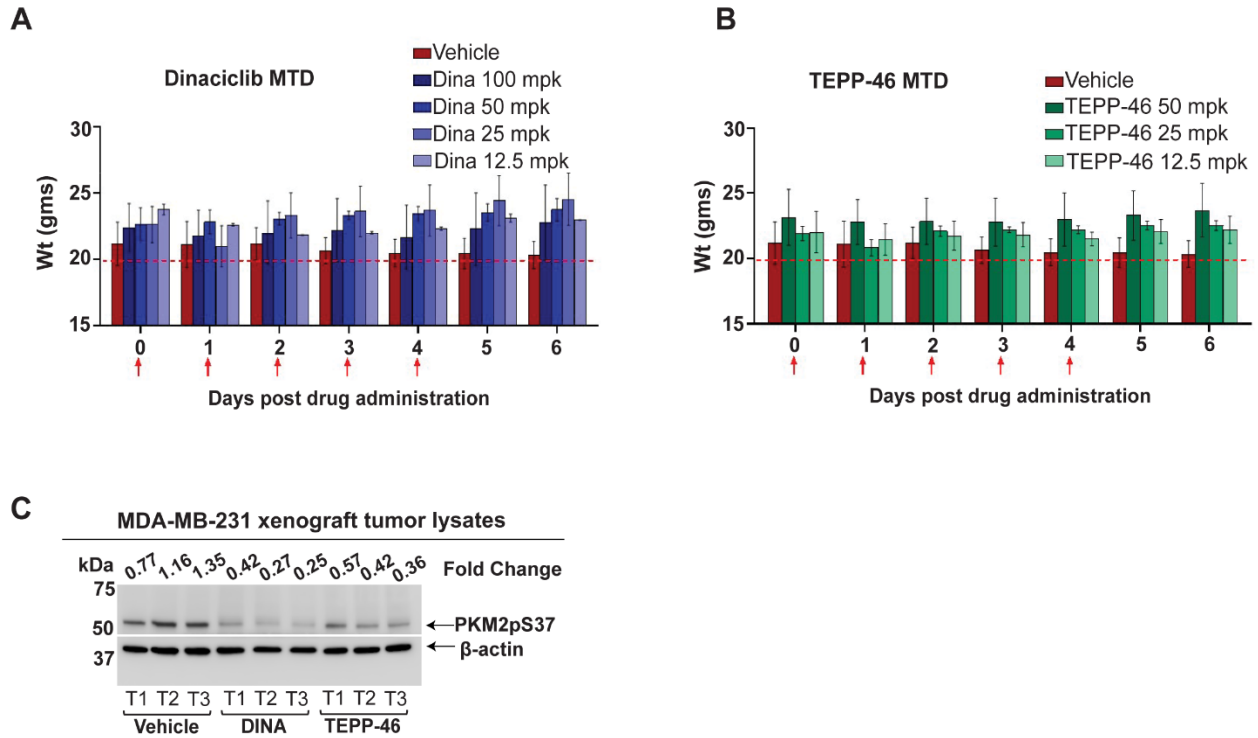 A
Dinaciclib MTD
Vehicle
Dina 100 mpk
Dina 50 mpk
Dina 25 mpk
Dina 12.5 mpk
Wt (gms)
30
25
20
15
0 1 2 3 4 5 6
Days post drug administration
B
TEPP-46 MTD
Vehicle
TEPP-46 50 mpk
TEPP-46 25 mpk
TEPP-46 12.5 mpk
Wt (gms)
30
25
20
15
0 1 2 3 4 5 6
Days post drug administration
C
MDA-MB-231 xenograft tumor lysates
kDa 0.77 1.16 1.35 0.42 0.27 0.25 0.57 0.42 0.36 Fold Change
75
50 PKM2pS37
37 β-actin
T1 T2 T3 T1 T2 T3 T1 T2 T3
Vehicle DINA TEPP-46